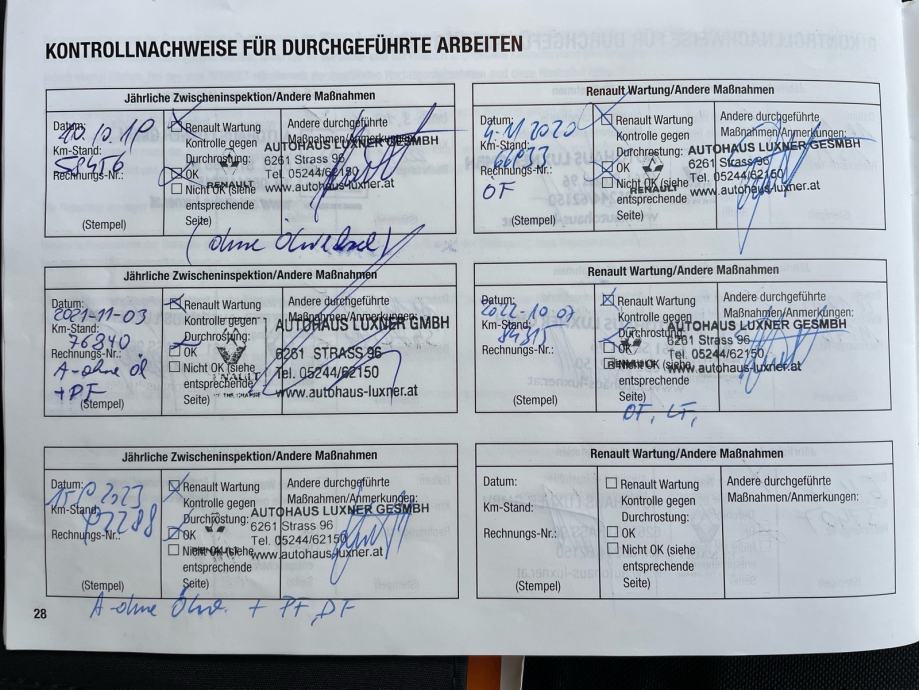 KONTROLLNACHWEISE FÜR DURCHGEFÜHRTE ARBEITEN
Jährliche Zwischeninspektion/Andere Maßnahmen
Datum:
Km-Stand:
58456
Rechnungs-Nr.:
(Stempel)
Renault Wartung
Kontrolle gegen
Durchrostung:
OK
Nicht OK (siehe
entsprechende
Seite)
Andere durchgeführte
Maßnahmen/Anmerkungen:
AUTOHAUS LUXNER GESMBH
6261 Strass 96
Tel. 05244/62150
www.autohaus-luxner.at
RENAULT
(ohne Ölwechsel)
Renault Wartung/Andere Maßnahmen
Datum:
4.11.2020
Km-Stand:
Rechnungs-Nr.:
OF
(Stempel)
Renault Wartung
Kontrolle gegen
Durchrostung:
OK
Nicht OK (siehe
entsprechende
Seite)
Andere durchgeführte
Maßnahmen/Anmerkungen:
AUTOHAUS LUXNER GESMBH
6261 Strass 96
Tel. 05244/62150
www.autohaus-luxner.at
RENAULT
Jährliche Zwischeninspektion/Andere Maßnahmen
Datum:
2021-11-03
Km-Stand:
76840
Rechnungs-Nr.:
A-ohne Öl
+PF
(Stempel)
Renault Wartung
Kontrolle gegen
Durchrostung:
OK
Nicht OK (siehe
entsprechende
Seite)
Andere durchgeführte
Maßnahmen/Anmerkungen:
AUTOHAUS LUXNER GMBH
6261 STRASS 96
Tel. 05244/62150
www.autohaus-luxner.at
Renault Wartung/Andere Maßnahmen
Datum:
Km-Stand:
Rechnungs-Nr.:
(Stempel)
Renault Wartung
Kontrolle gegen
Durchrostung:
OK
Nicht OK (siehe
entsprechende
Seite)
Andere durchgeführte
Maßnahmen/Anmerkungen:
AUTOHAUS LUXNER GESMBH
6261 Strass 96
Tel. 05244/62150
www.autohaus-luxner.at
OF, LF,
Jährliche Zwischeninspektion/Andere Maßnahmen
Datum:
Km-Stand:
92288
Rechnungs-Nr.:
(Stempel)
Renault Wartung
Kontrolle gegen
Durchrostung:
OK
Nicht OK (siehe
entsprechende
Seite)
Andere durchgeführte
Maßnahmen/Anmerkungen:
AUTOHAUS LUXNER GESMBH
6261 Strass 96
Tel. 05244/62150
www.autohaus-luxner.at
A-ohne Ölw. + PF, DF
Renault Wartung/Andere Maßnahmen
Datum:
Km-Stand:
Rechnungs-Nr.:
(Stempel)
Renault Wartung
Kontrolle gegen
Durchrostung:
OK
Nicht OK (siehe
entsprechende
Seite)
Andere durchgeführte
Maßnahmen/Anmerkungen:
28